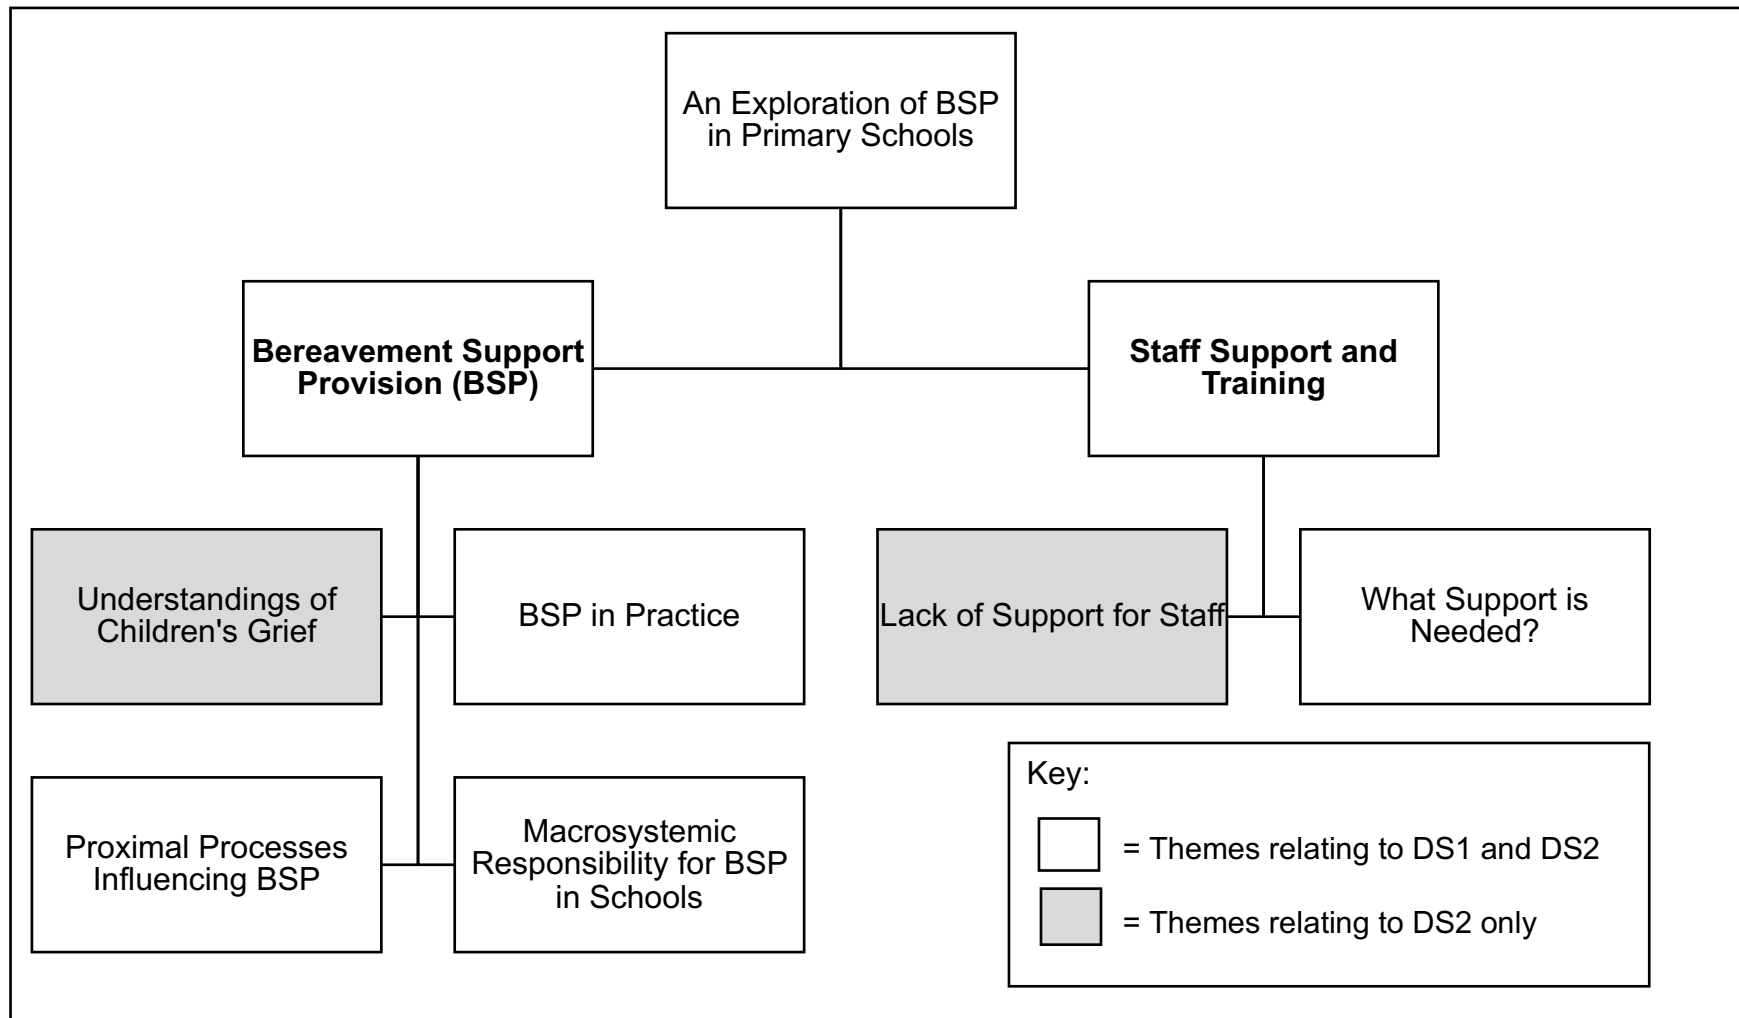 An Exploration of BSP
in Primary Schools
Bereavement Support
Provision (BSP)
Staff Support and
Training
Understandings of
Children's Grief
BSP in Practice
Lack of Support for Staff
What Support is
Needed?
Proximal Processes
Influencing BSP
Macrosystemic
Responsibility for BSP
in Schools
Key:
= Themes relating to DS1 and DS2
= Themes relating to DS2 only